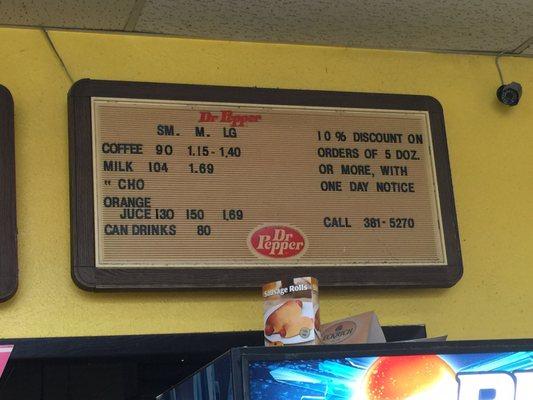 Dr Pepper
SM. M. LG
COFFEE 90 1.15 - 1.40
MILK 104 1.69
" CHO
ORANGE
JUCE 130 150 1.69
CAN DRINKS 80
10 % DISCOUNT ON
ORDERS OF 5 DOZ.
OR MORE, WITH
ONE DAY NOTICE
CALL 381-5270
Dr
Pepper
Sausage Rolls
ECKRICH